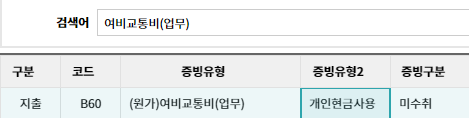 검색어 여비교통비(업무)
구분 코드 증빙유형 증빙유형2 증빙구분
지출 B60 (원가)여비교통비(업무) 개인현금사용 미수취